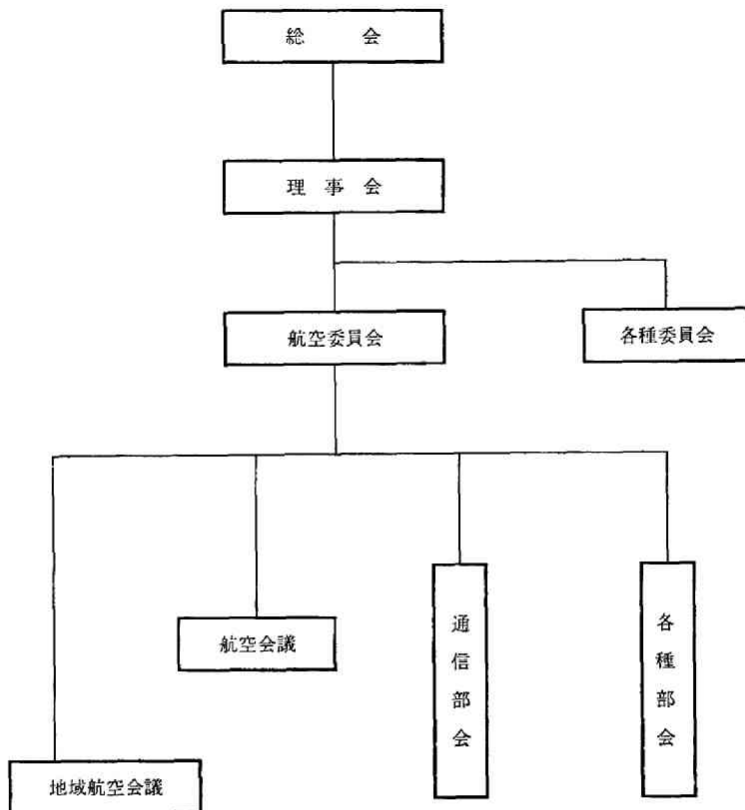 総会
理事会
航空委員会
各種委員会
航空会議
通信部会
各種部会
地域航空会議